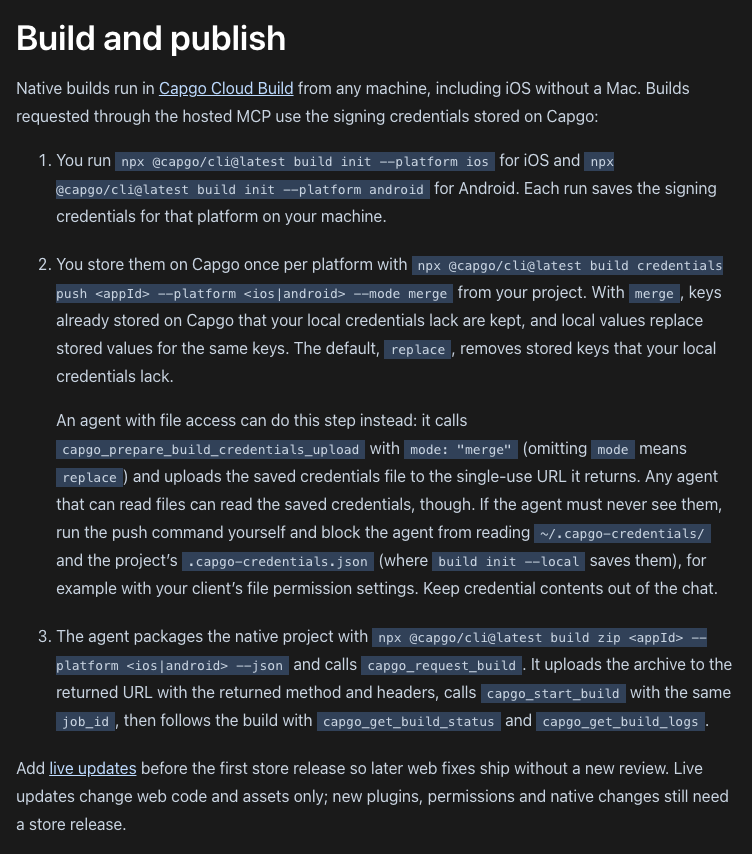 Build and publish
Native builds run in Capgo Cloud Build from any machine, including iOS without a Mac. Builds
requested through the hosted MCP use the signing credentials stored on Capgo:
1. You run npx @capgo/cli@latest build init --platform ios for iOS and npx
@capgo/cli@latest build init --platform android for Android. Each run saves the signing
credentials for that platform on your machine.
2. You store them on Capgo once per platform with npx @capgo/cli@latest build credentials
push <appId> --platform <ios|android> --mode merge from your project. With merge, keys
already stored on Capgo that your local credentials lack are kept, and local values replace
stored values for the same keys. The default, replace, removes stored keys that your local
credentials lack.
An agent with file access can do this step instead: it calls
capgo_prepare_build_credentials_upload with mode: "merge" (omitting mode means
replace) and uploads the saved credentials file to the single-use URL it returns. Any agent
that can read files can read the saved credentials, though. If the agent must never see them,
run the push command yourself and block the agent from reading ~/.capgo-credentials/
and the project’s .capgo-credentials.json (where build init --local saves them), for
example with your client’s file permission settings. Keep credential contents out of the chat.
3. The agent packages the native project with npx @capgo/cli@latest build zip <appId> --
platform <ios|android> --json and calls capgo_request_build. It uploads the archive to the
returned URL with the returned method and headers, calls capgo_start_build with the same
job_id, then follows the build with capgo_get_build_status and capgo_get_build_logs.
Add live updates before the first store release so later web fixes ship without a new review. Live
updates change web code and assets only; new plugins, permissions and native changes still need
a store release.